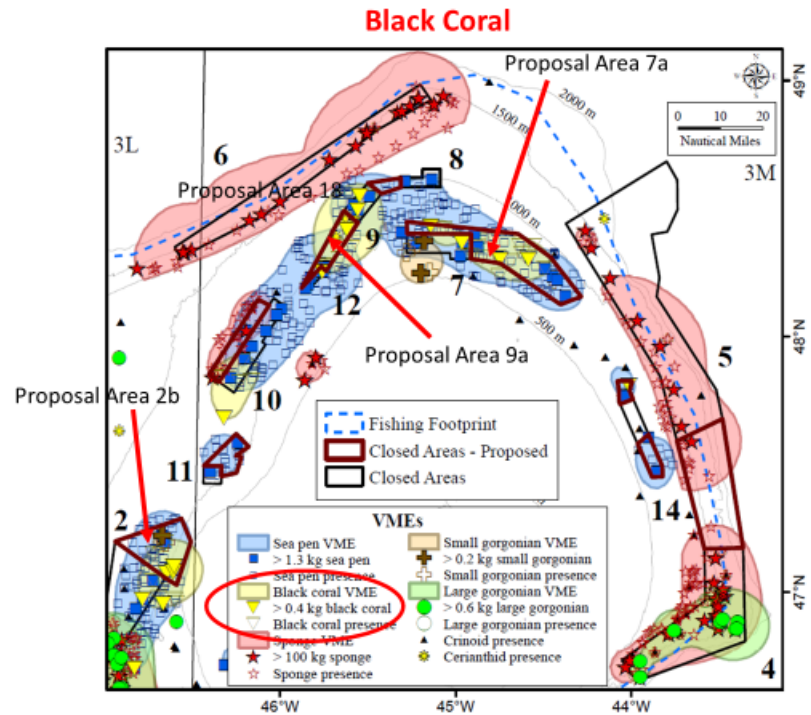 Black Coral
Proposal Area 7a
49°N
2000 m
1500 m
0 10 20
Nautical Miles
3L
6
8
3M
Proposal Area 18
000 m
9
7
12
500 m
48°N
Proposal Area 9a
5
Proposal Area 2b
10
Fishing Footprint
Closed Areas - Proposed
Closed Areas
11
14
2
VMEs
Sea pen VME
> 1.3 kg sea pen
Sea pen presence
Black coral VME
> 0.4 kg black coral
Black coral presence
Sponge VME
> 100 kg sponge
Sponge presence
Small gorgonian VME
> 0.2 kg small gorgonian
Small gorgonian presence
Large gorgonian VME
> 0.6 kg large gorgonian
Large gorgonian presence
Crinoid presence
Cerianthid presence
47°N
4
46°W 45°W 44°W